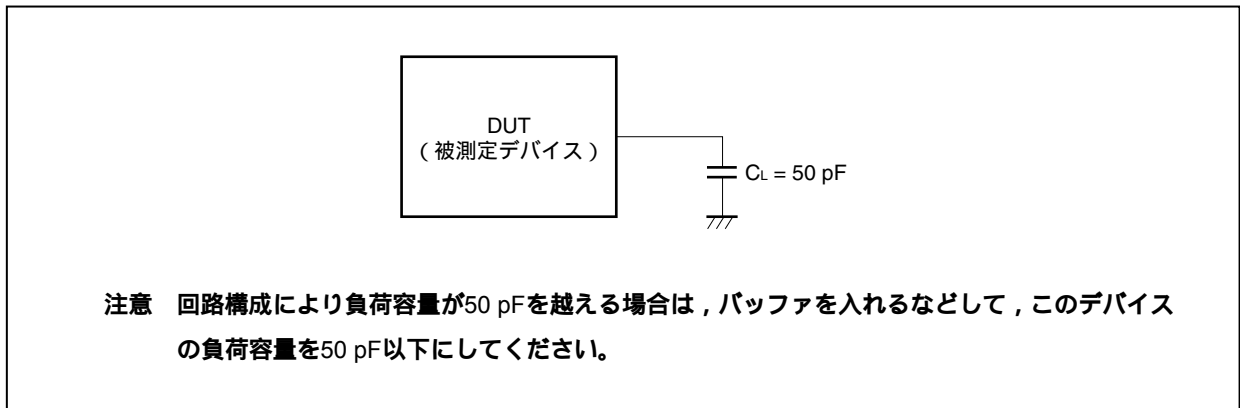 DUT
（被測定デバイス）
CL = 50 pF
注意　回路構成により負荷容量が50 pFを越える場合は，バッファを入れるなどして，このデバイス
の負荷容量を50 pF以下にしてください。